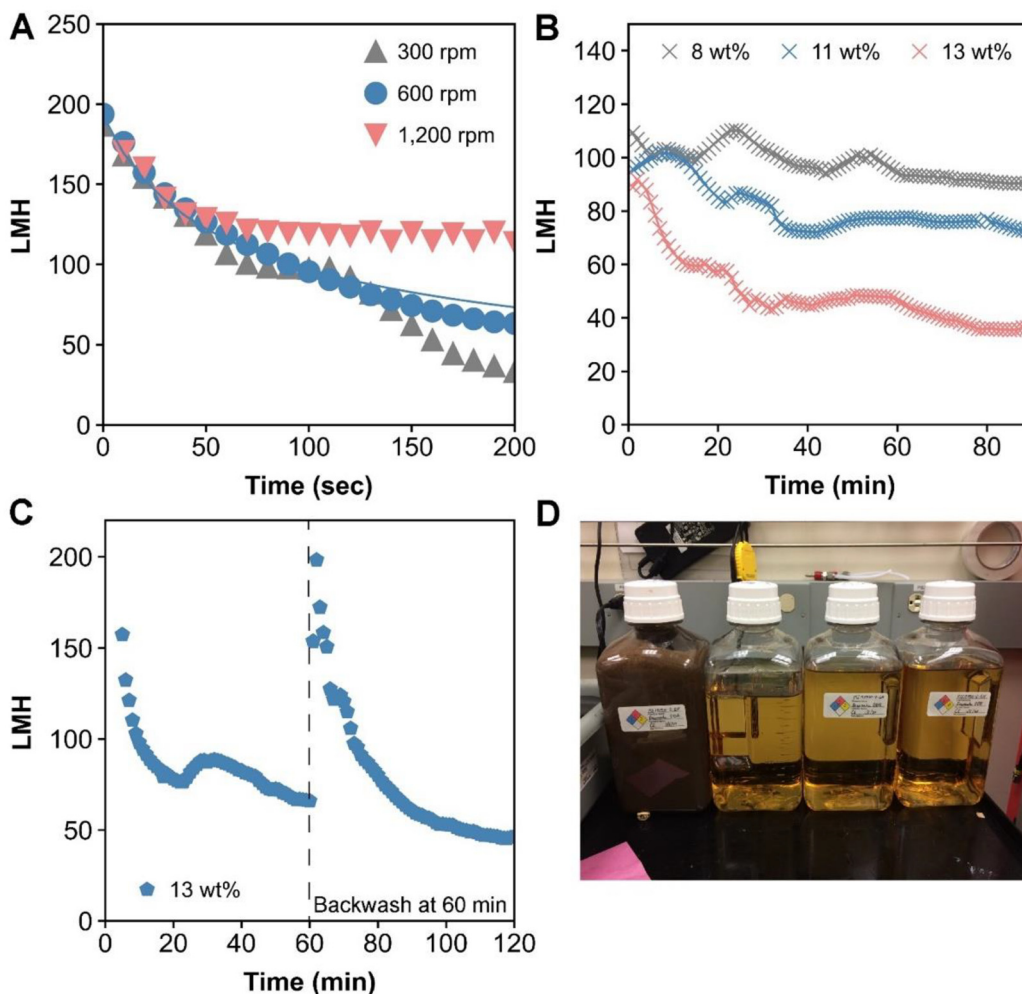 A
250
200
150
100
50
0
LMH
0 50 100 150 200
Time (sec)
300 rpm
600 rpm
1,200 rpm
B
140
120
100
80
60
40
20
0
LMH
0 20 40 60 80
Time (min)
8 wt% 11 wt% 13 wt%
C
200
150
100
50
0
LMH
0 20 40 60 80 100 120
Time (min)
13 wt%
Backwash at 60 min
D